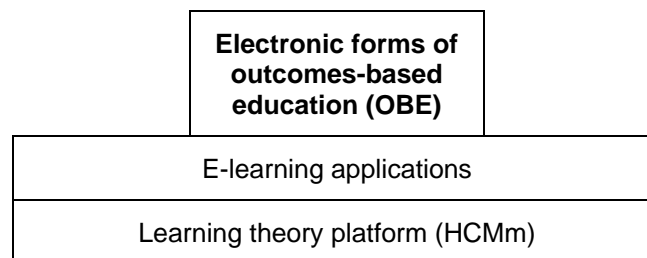 Electronic forms of
outcomes-based
education (OBE)
E-learning applications
Learning theory platform (HCMm)